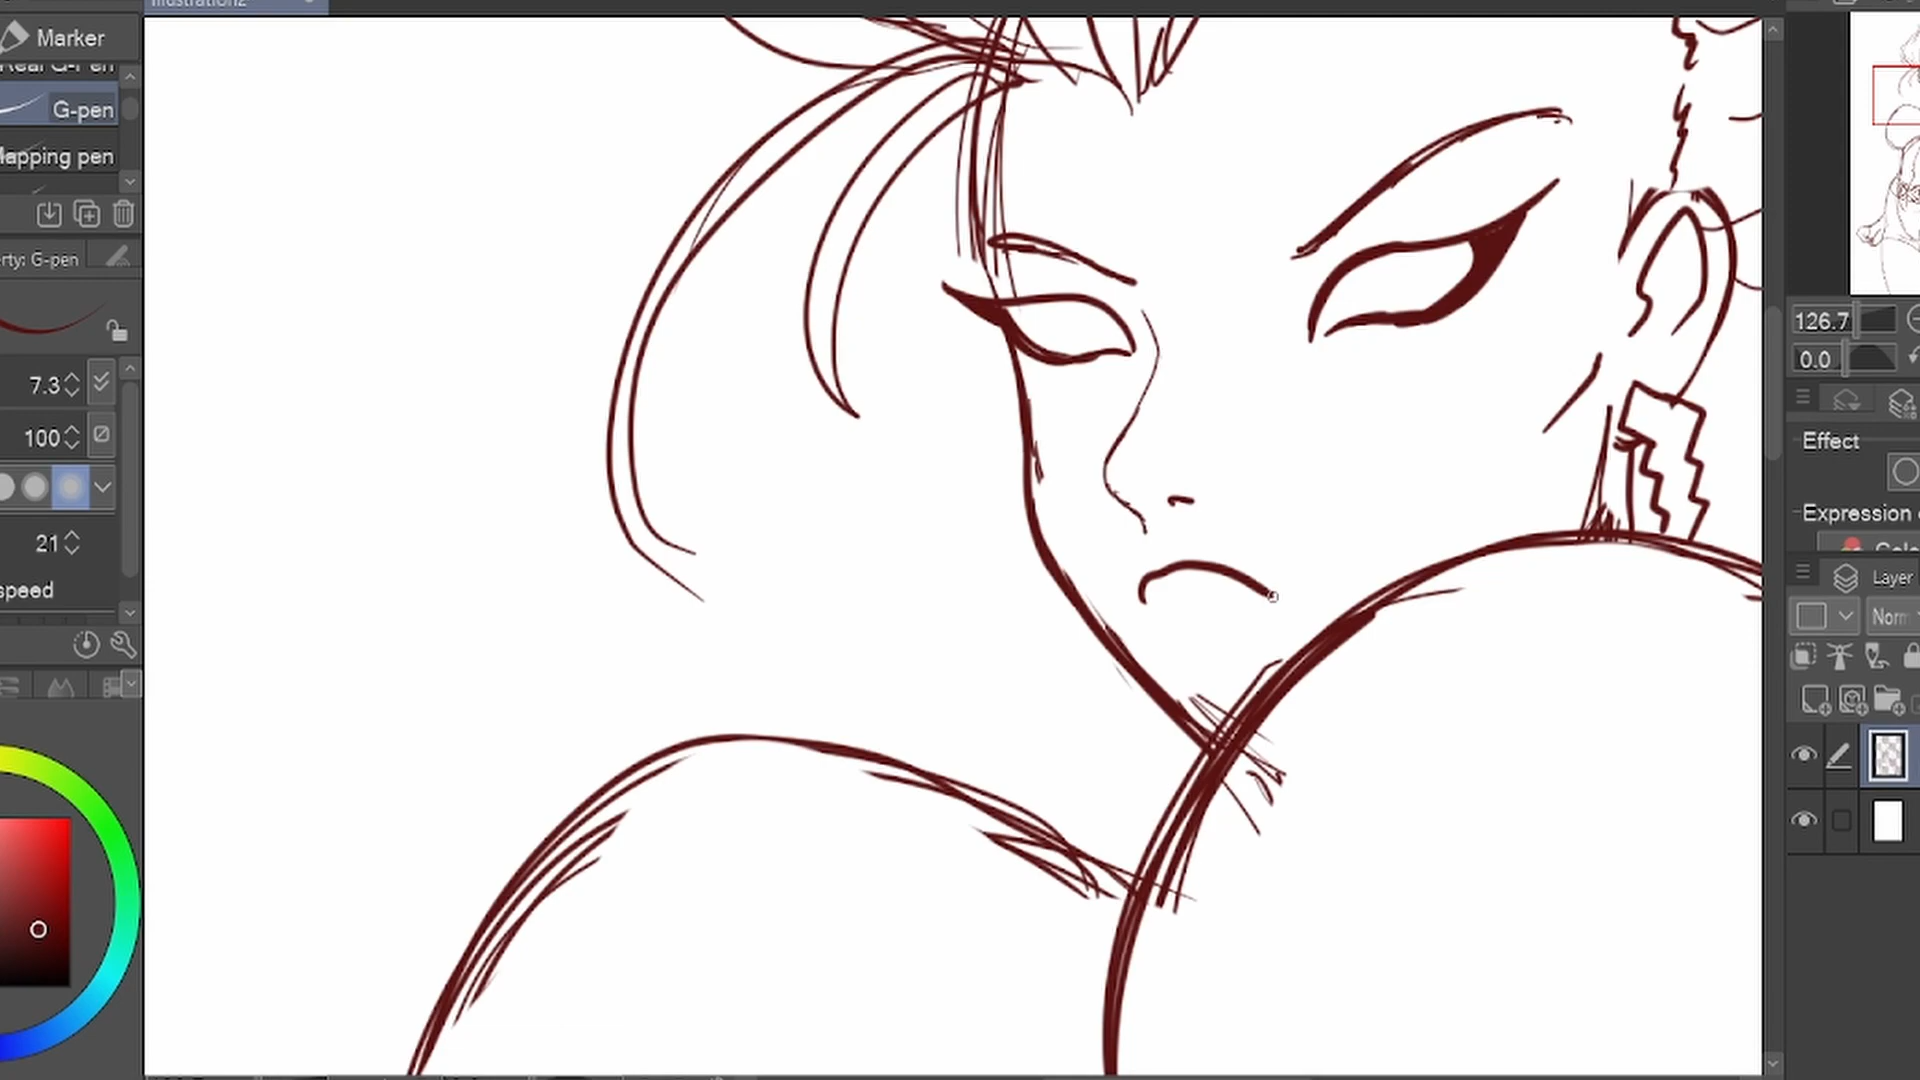 Illustration2
Marker
Real G-Pen
G-pen
Mapping pen
rty: G-pen
7.3
100
21
speed
126.7
0.0
Effect
Expression
Layer
Norm